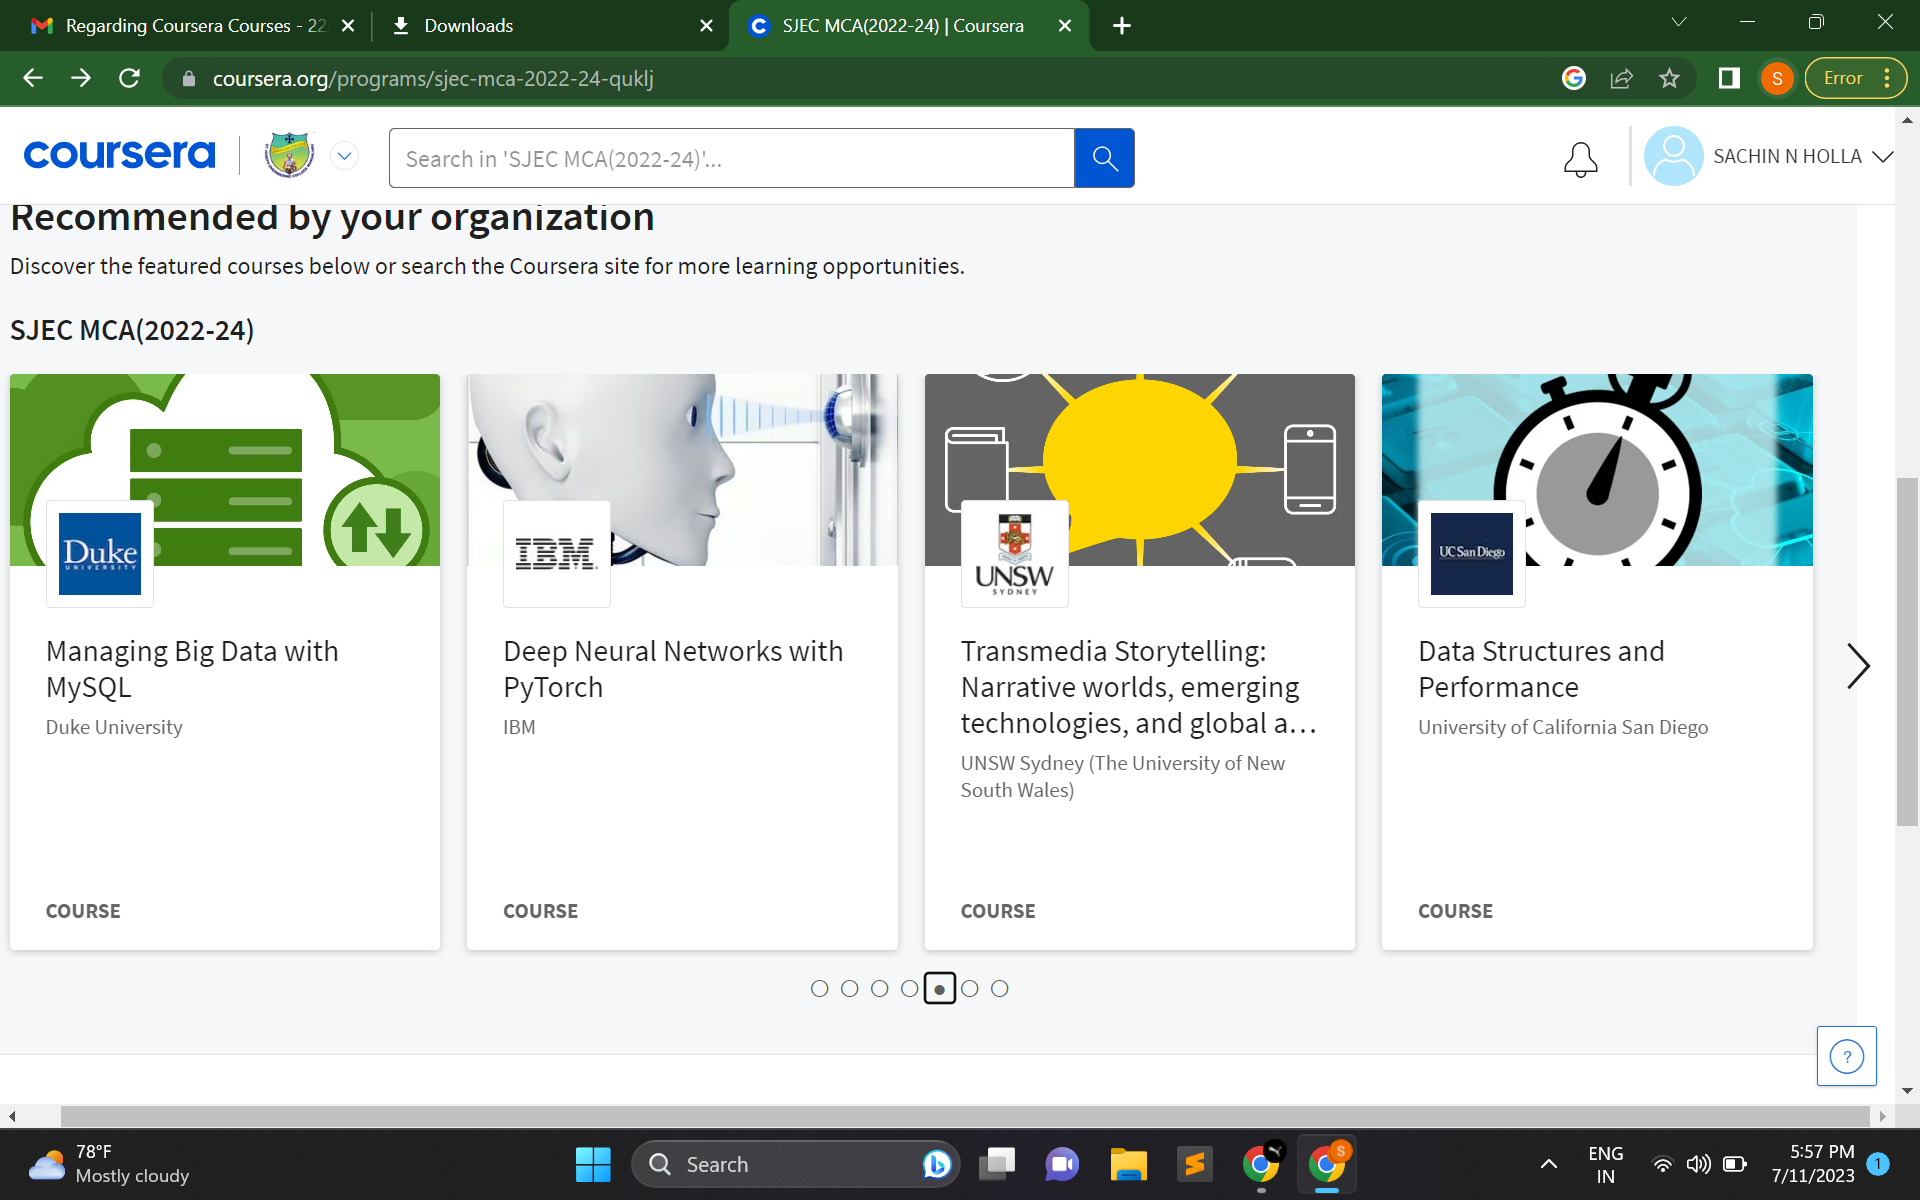 Regarding Coursera Courses - 22
Downloads
SJEC MCA(2022-24) | Coursera
coursera.org/programs/sjec-mca-2022-24-quklj
S
Error
coursera
Search in 'SJEC MCA(2022-24)'...
SACHIN N HOLLA
Recommended by your organization
Discover the featured courses below or search the Coursera site for more learning opportunities.
SJEC MCA(2022-24)
Duke
UNIVERSITY
IBM
UNSW
SYDNEY
UC San Diego
Managing Big Data with
MySQL
Duke University
COURSE
Deep Neural Networks with
PyTorch
IBM
COURSE
Transmedia Storytelling:
Narrative worlds, emerging
technologies, and global a...
UNSW Sydney (The University of New
South Wales)
COURSE
Data Structures and
Performance
University of California San Diego
COURSE
?
78°F
Mostly cloudy
Search
S
ENG
IN
5:57 PM
7/11/2023
1